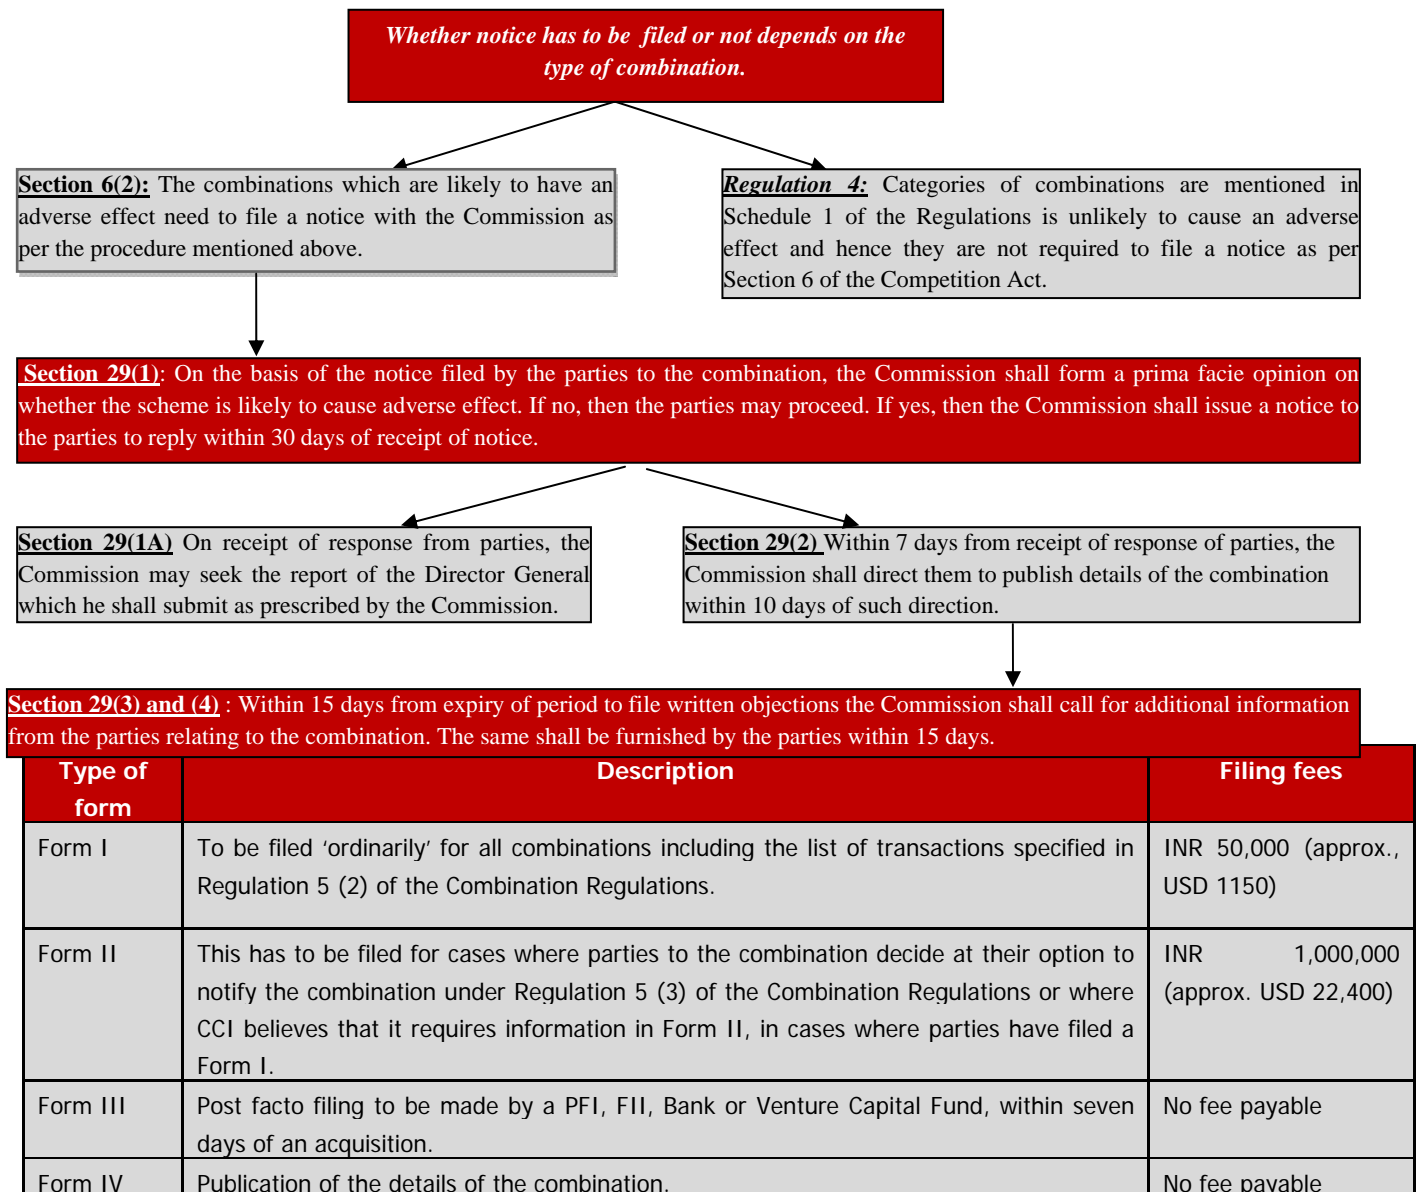 Whether notice has to be filed or not depends on the
type of combination.
Section 6(2): The combinations which are likely to have an
adverse effect need to file a notice with the Commission as
per the procedure mentioned above.
Regulation 4: Categories of combinations are mentioned in
Schedule 1 of the Regulations is unlikely to cause an adverse
effect and hence they are not required to file a notice as per
Section 6 of the Competition Act.
Section 29(1): On the basis of the notice filed by the parties to the combination, the Commission shall form a prima facie opinion on
whether the scheme is likely to cause adverse effect. If no, then the parties may proceed. If yes, then the Commission shall issue a notice to
the parties to reply within 30 days of receipt of notice.
Section 29(1A) On receipt of response from parties, the
Commission may seek the report of the Director General
which he shall submit as prescribed by the Commission.
Section 29(2) Within 7 days from receipt of response of parties, the
Commission shall direct them to publish details of the combination
within 10 days of such direction.
Section 29(3) and (4) : Within 15 days from expiry of period to file written objections the Commission shall call for additional information
from the parties relating to the combination. The same shall be furnished by the parties within 15 days.
Type of
form
Description
Filing fees
Form I
To be filed ‘ordinarily’ for all combinations including the list of transactions specified in
Regulation 5 (2) of the Combination Regulations.
INR 50,000 (approx.,
USD 1150)
Form II
This has to be filed for cases where parties to the combination decide at their option to
notify the combination under Regulation 5 (3) of the Combination Regulations or where
CCI believes that it requires information in Form II, in cases where parties have filed a
Form I.
INR 1,000,000
(approx. USD 22,400)
Form III
Post facto filing to be made by a PFI, FII, Bank or Venture Capital Fund, within seven
days of an acquisition.
No fee payable
Form IV
Publication of the details of the combination.
No fee payable